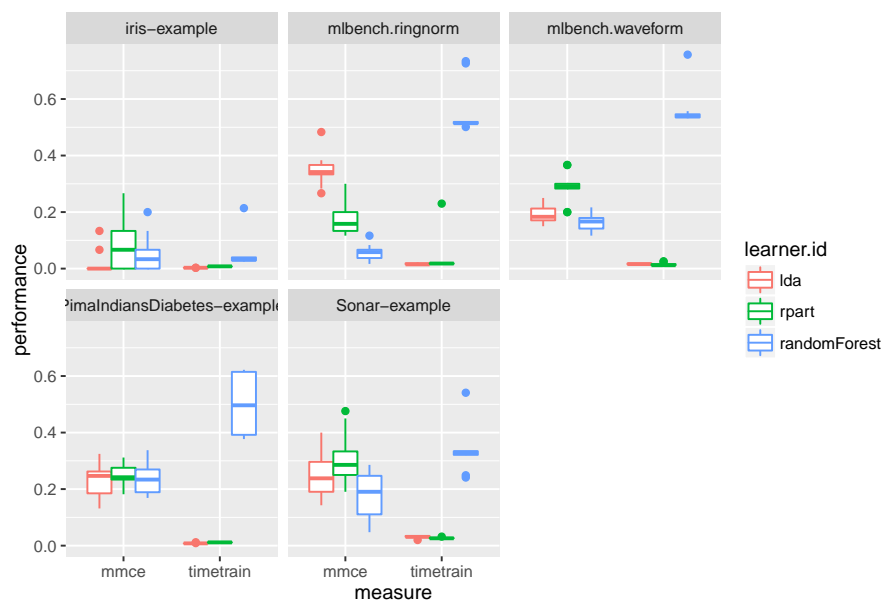 iris−example
mlbench.ringnorm
mlbench.waveform
0.6
0.4
0.2
0.0
PimaIndiansDiabetes−example
Sonar−example
0.6
0.4
0.2
0.0
mmce
timetrain
mmce
timetrain
measure
performance
learner.id
lda
rpart
randomForest